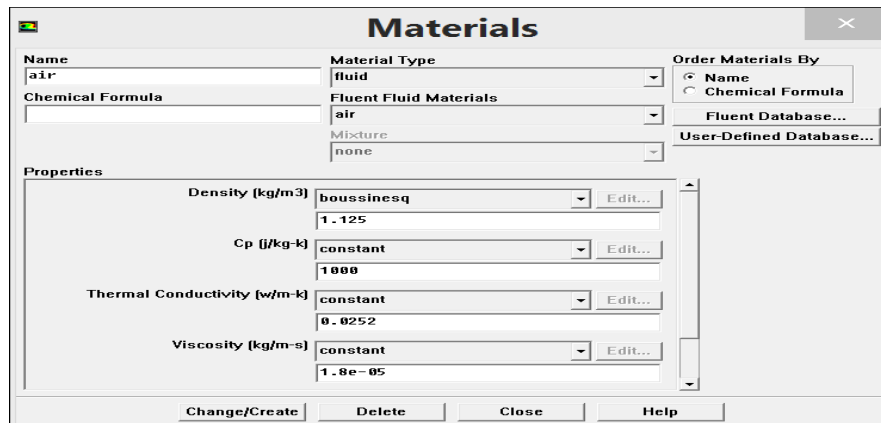 Materials
Name
air
Chemical Formula
Material Type
fluid
Fluent Fluid Materials
air
Mixture
none
Order Materials By
Name
Chemical Formula
Fluent Database...
User-Defined Database...
Properties
Density (kg/m3) boussinesq Edit...
1.125
Cp (j/kg-k) constant Edit...
1000
Thermal Conductivity (w/m-k) constant Edit...
0.0252
Viscosity (kg/m-s) constant Edit...
1.8e-05
Change/Create Delete Close Help